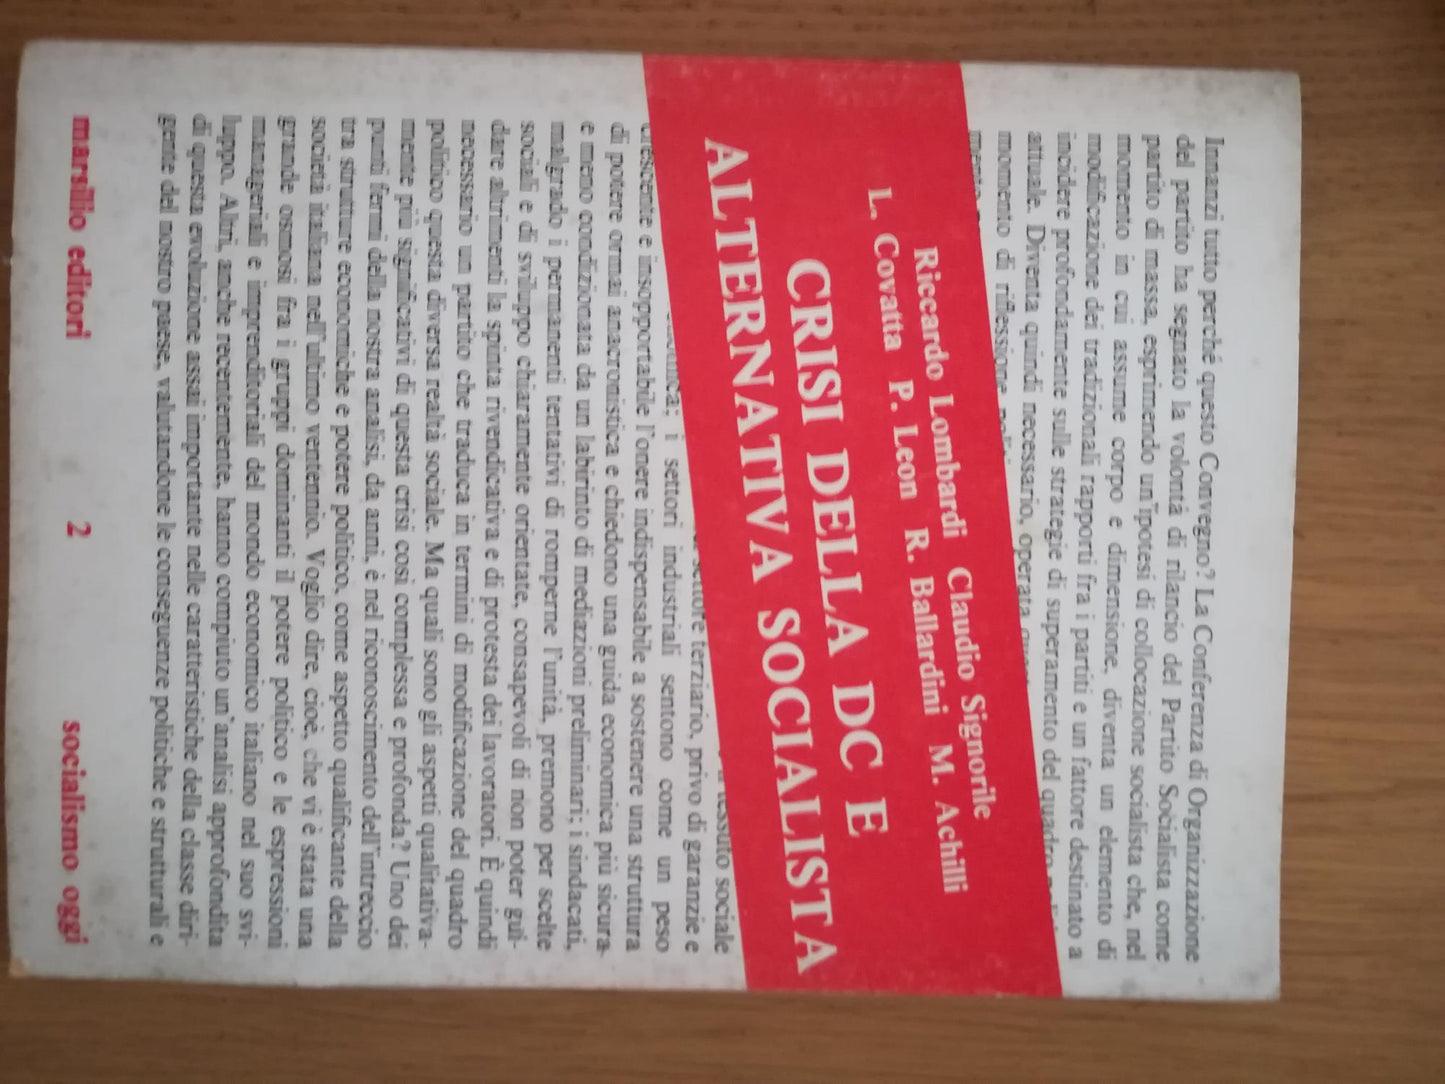 Innanzi tutto perché questo Convegno? La Conferenza di Organizzazione
del partito ha segnato la volontà di rilancio del Partito Socialista come
partito di massa, esprimendo un'ipotesi di collocazione socialista che, nel
momento in cui assume corpo e dimensione, diventa un elemento di
modificazione dei tradizionali rapporti fra i partiti e un fattore destinato a
incidere profondamente sulle strategie di superamento del quadro
attuale. Diventa quindi necessario, operare
momento di riflessione
Riccardo Lombardi Claudio Signorile
L. Covatta P. Leon R. Ballardini M. Achilli
CRISI DELLA DC E
ALTERNATIVA SOCIALISTA
tessuto sociale
settore terziario, privo di garanzie e
crescente e insopportabile l'onere indispensabile a sostenere una struttura
i settori industriali sentono come un peso
di potere ormai anacronistica e chiedono una guida economica più sicura-
e meno condizionata da un labirinto di mediazioni preliminari; i sindacati,
malgrado i permanenti tentativi di romperne l'unità, premono per scelte
sociali e di sviluppo chiaramente orientate, consapevoli di non poter gui-
dare altrimenti la spinta rivendicativa e di protesta dei lavoratori. È quindi
necessario un partito che traduca in termini di modificazione del quadro
politico questa diversa realtà sociale. Ma quali sono gli aspetti qualitativa-
mente più significativi di questa crisi così complessa e profonda? Uno dei
punti fermi della nostra analisi, da anni, è nel riconoscimento dell'intreccio
tra strutture economiche e potere politico, come aspetto qualificante della
società italiana nell'ultimo ventennio. Voglio dire, cioè, che vi è stata una
grande osmosi fra i gruppi dominanti il potere politico e le espressioni
manageriali e imprenditoriali del mondo economico italiano nel suo svi-
luppo. Altri, anche recentemente, hanno compiuto un'analisi approfondita
di questa evoluzione assai importante nelle caratteristiche della classe diri-
gente del nostro paese, valutandone le conseguenze politiche e strutturali e
marsilio editori 2 socialismo oggi